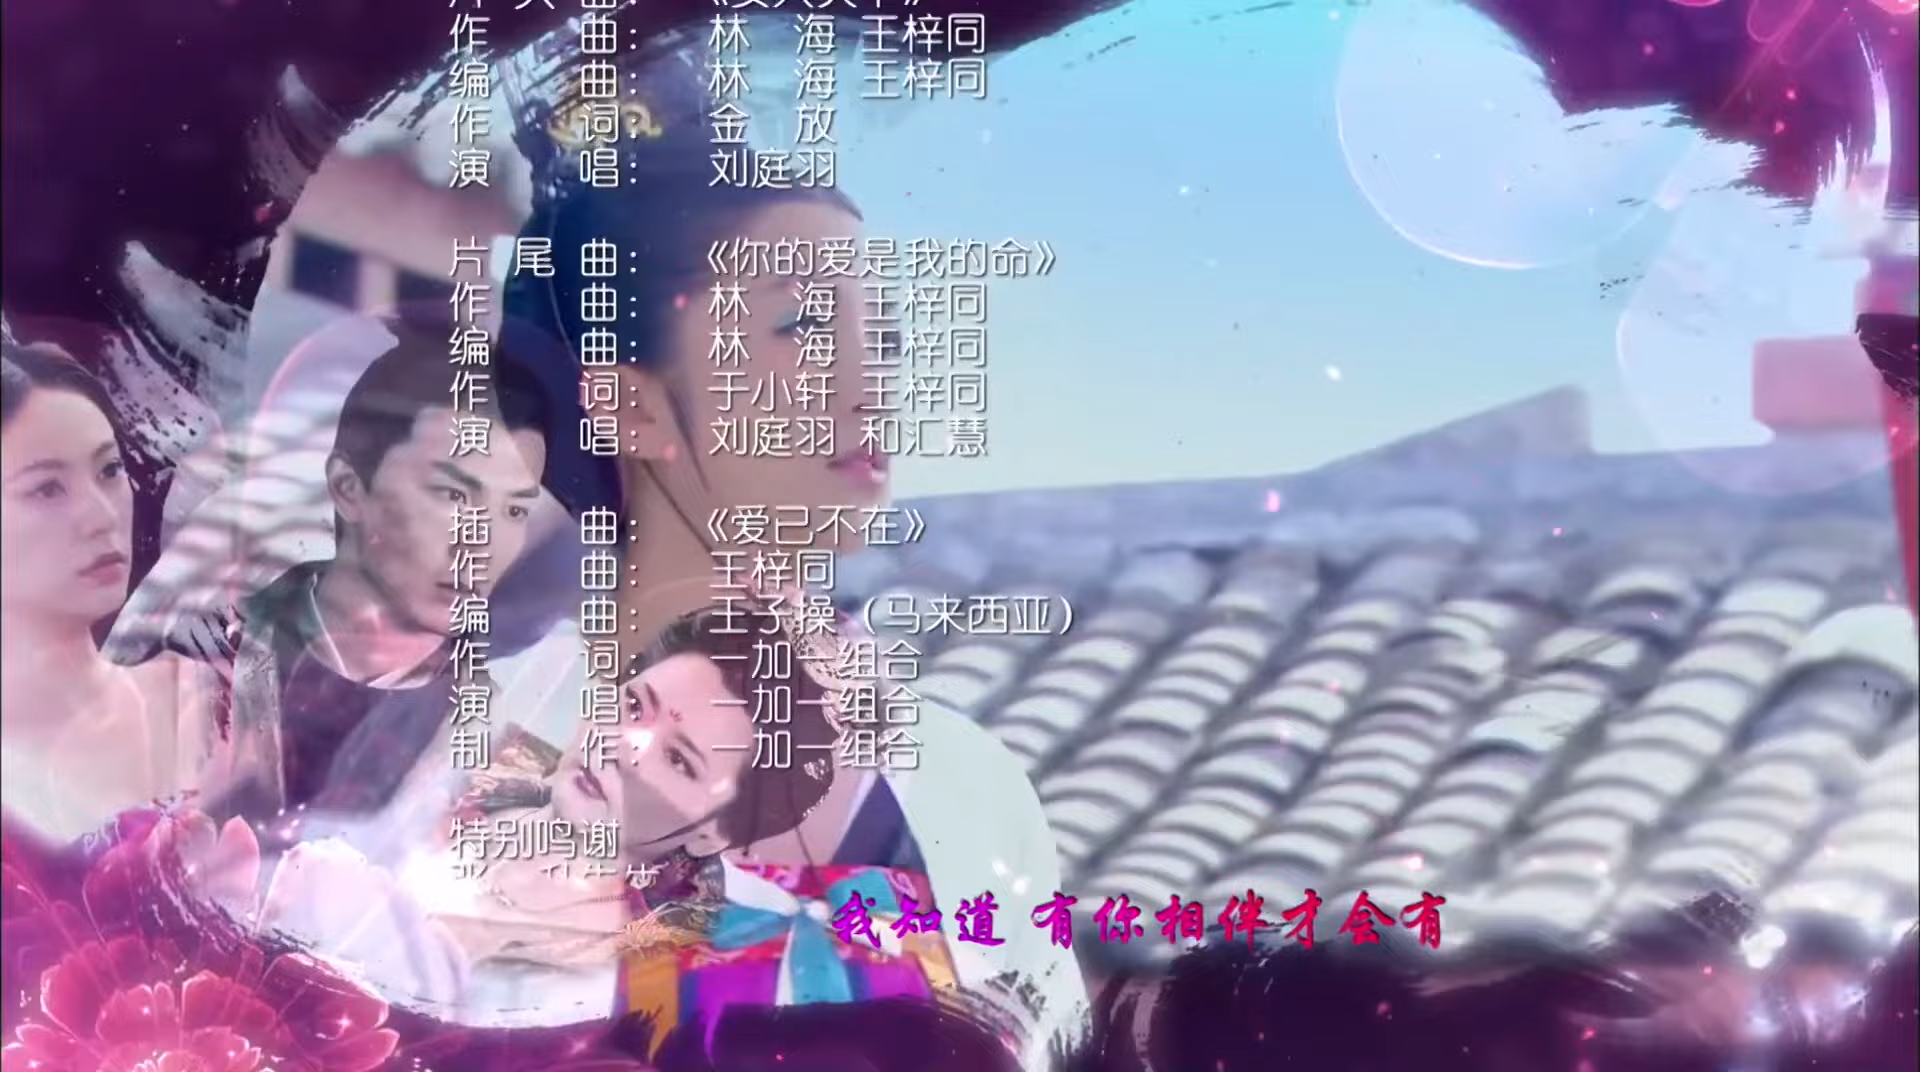 作 曲： 林 海 王梓同
编 曲： 林 海 王梓同
作 词： 金 放
演 唱： 刘庭羽
片 尾 曲： 《你的爱是我的命》
作 曲： 林 海 王梓同
编 曲： 林 海 王梓同
作 词： 于小轩 王梓同
演 唱： 刘庭羽 和汇慧
插 曲： 《爱已不在》
作 曲： 王梓同
编 曲： 王子操（马来西亚）
作 词： 一加一组合
演 唱： 一加一组合
制 作： 一加一组合
特别鸣谢
我知道 有你相伴才会有